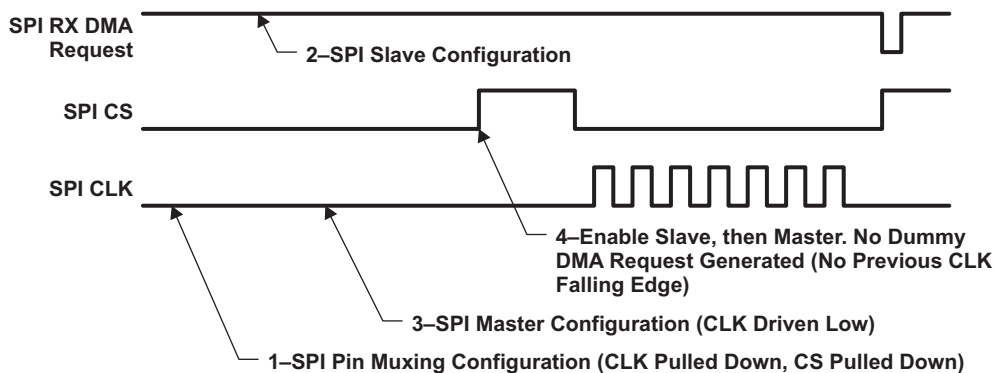 SPI RX DMA
Request
2–SPI Slave Configuration
SPI CS
SPI CLK
4–Enable Slave, then Master. No Dummy
DMA Request Generated (No Previous CLK
Falling Edge)
3–SPI Master Configuration (CLK Driven Low)
1–SPI Pin Muxing Configuration (CLK Pulled Down, CS Pulled Down)